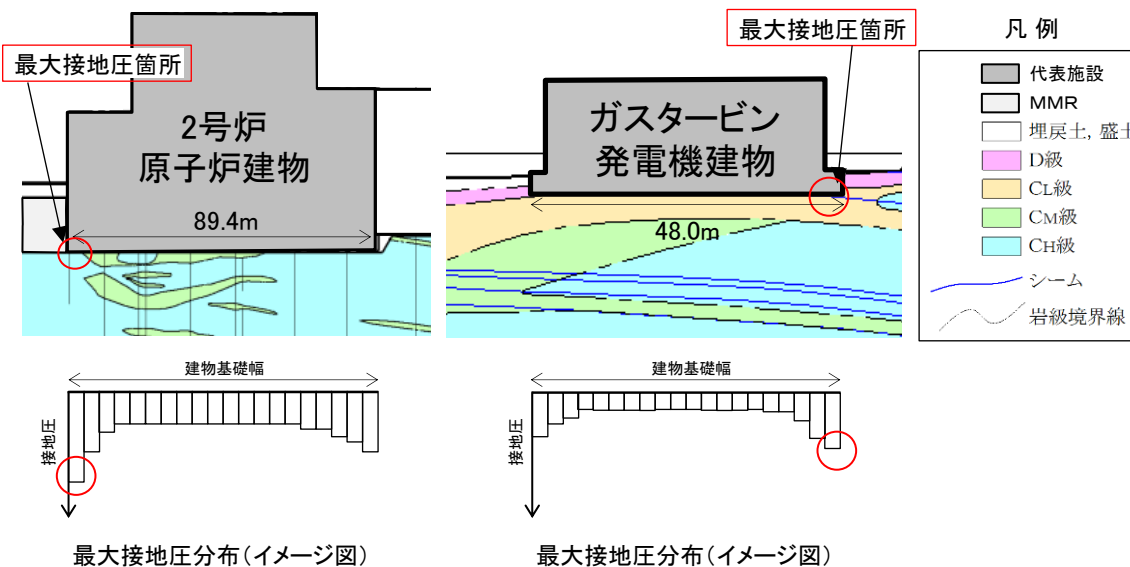 最大接地圧箇所
2号炉
原子炉建物
89.4m
建物基礎幅
接地圧
最大接地圧分布(イメージ図)
最大接地圧箇所
ガスタービン
発電機建物
48.0m
建物基礎幅
接地圧
最大接地圧分布(イメージ図)
凡 例
代表施設
MMR
埋戻土, 盛土
D級
CL級
CM級
CH級
シーム
岩級境界線